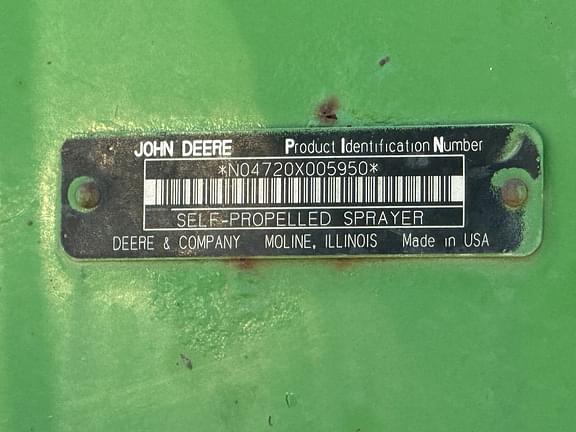 JOHN DEERE Product Identification Number
*N04720X005950*
SELF-PROPELLED SPRAYER
DEERE & COMPANY MOLINE, ILLINOIS Made in USA